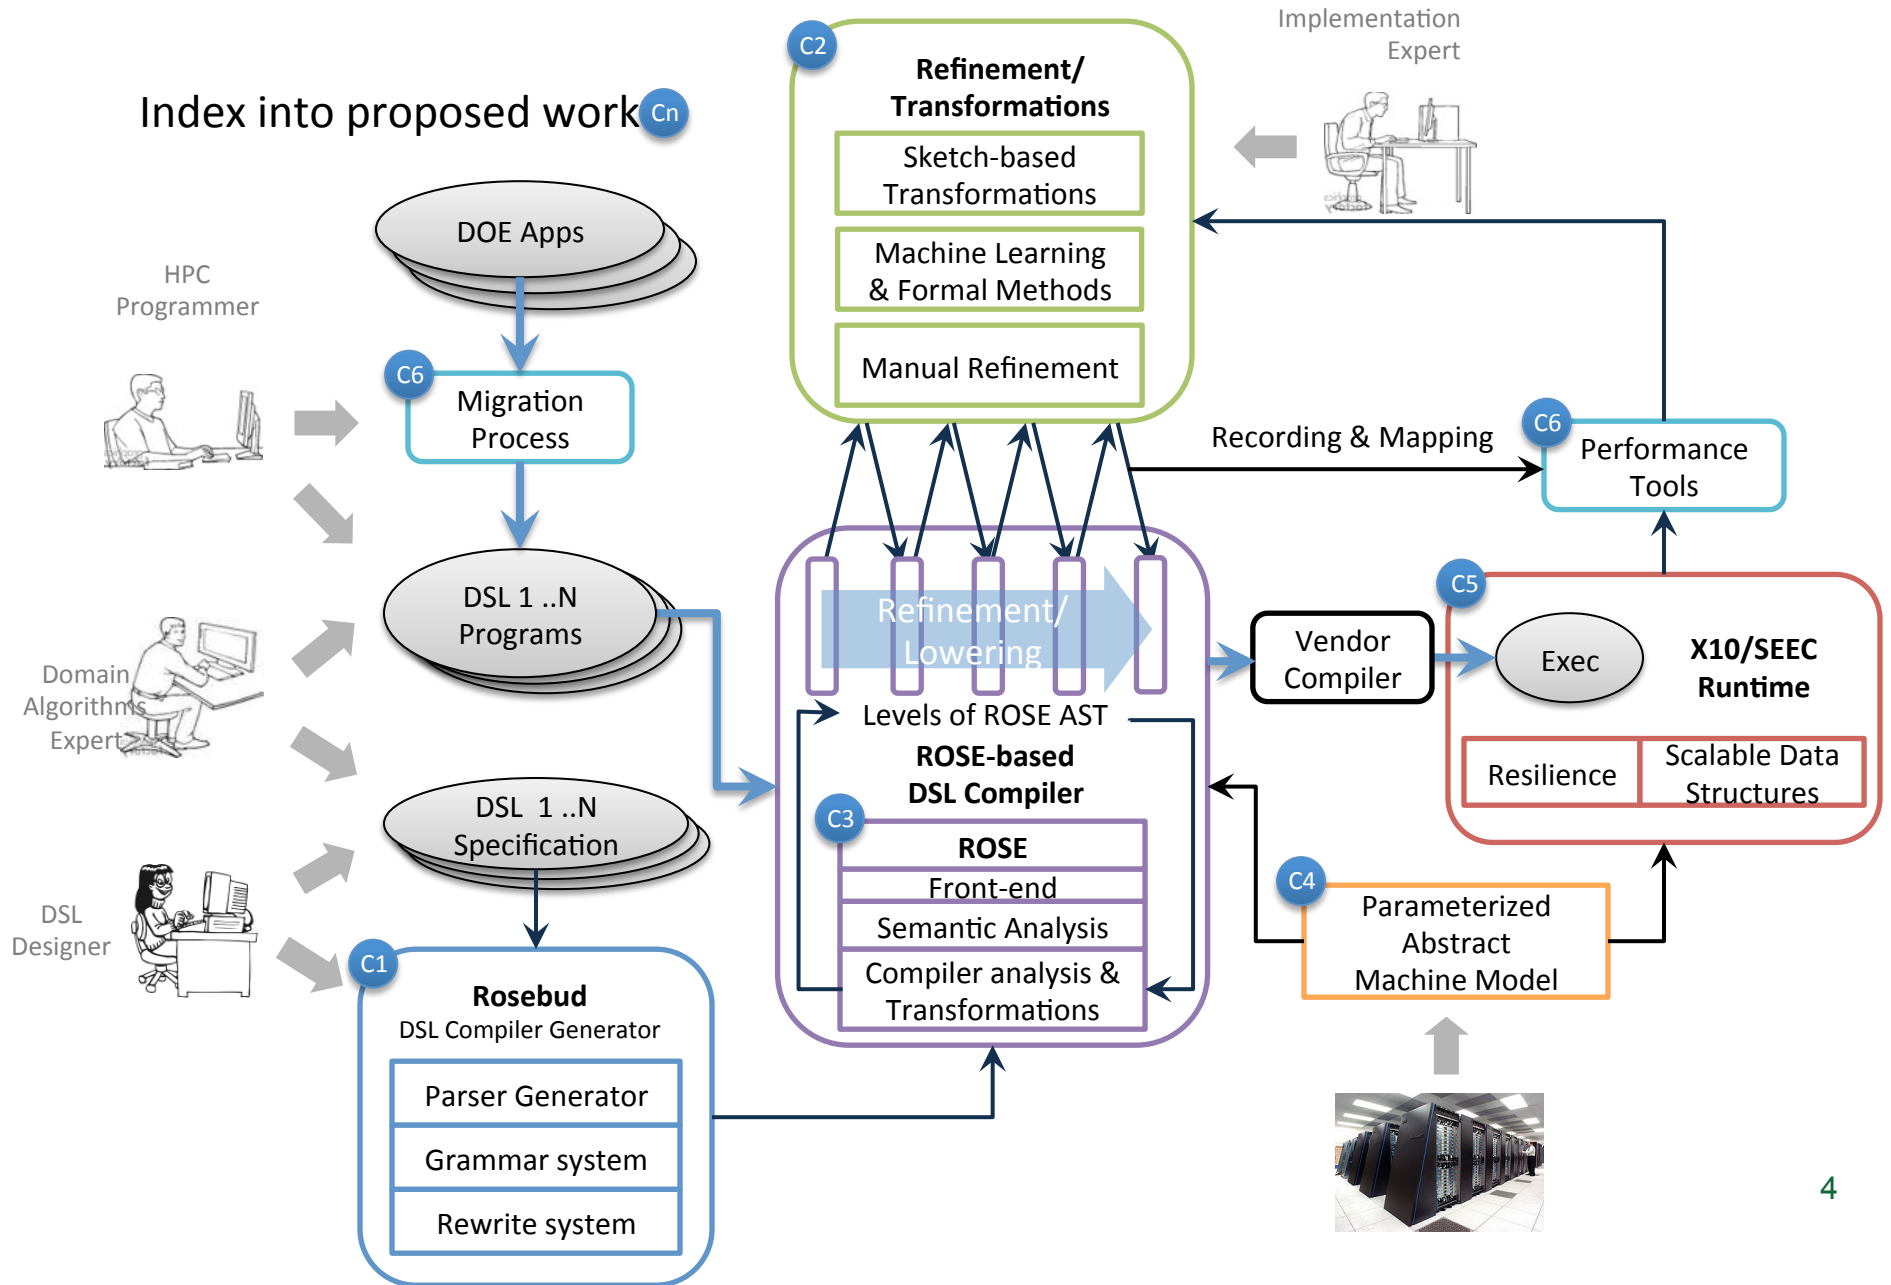 Index into proposed work
Cn
Implementation
Expert
C2
Refinement/
Transformations
Sketch-based
Transformations
Machine Learning
& Formal Methods
Manual Refinement
DOE Apps
HPC
Programmer
C6
Migration
Process
DSL 1 ..N
Programs
Domain
Algorithms
Expert
DSL  1 ..N
Specification
DSL
Designer
C1
Rosebud
DSL Compiler Generator
Parser Generator
Grammar system
Rewrite system
Refinement/
Lowering
Levels of ROSE AST
ROSE-based
DSL Compiler
C3
ROSE
Front-end
Semantic Analysis
Compiler analysis &
Transformations
Recording & Mapping
C6
Performance
Tools
Vendor
Compiler
C5
Exec
X10/SEEC
Runtime
Resilience
Scalable Data
Structures
C4
Parameterized
Abstract
Machine Model
4